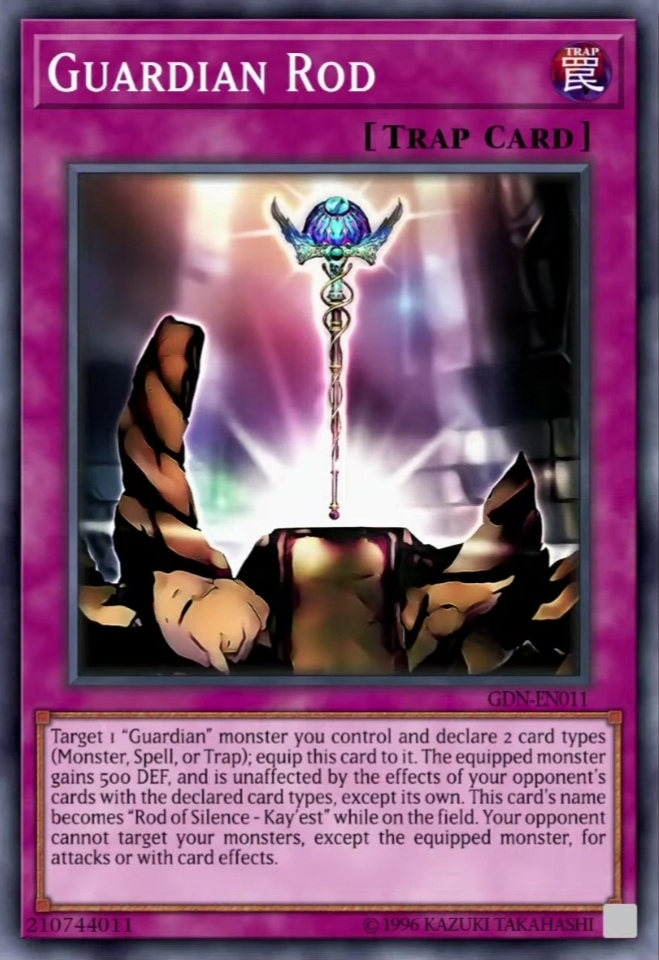 GUARDIAN ROD
TRAP
罠
[TRAP CARD]
GDN-EN011
Target 1 “Guardian” monster you control and declare 2 card types
(Monster, Spell, or Trap); equip this card to it. The equipped monster
gains 500 DEF, and is unaffected by the effects of your opponent's
cards with the declared card types, except its own. This card's name
becomes “Rod of Silence - Kay'est” while on the field. Your opponent
cannot target your monsters, except the equipped monster, for
attacks or with card effects.
210744011
© 1996 KAZUKI TAKAHASHI